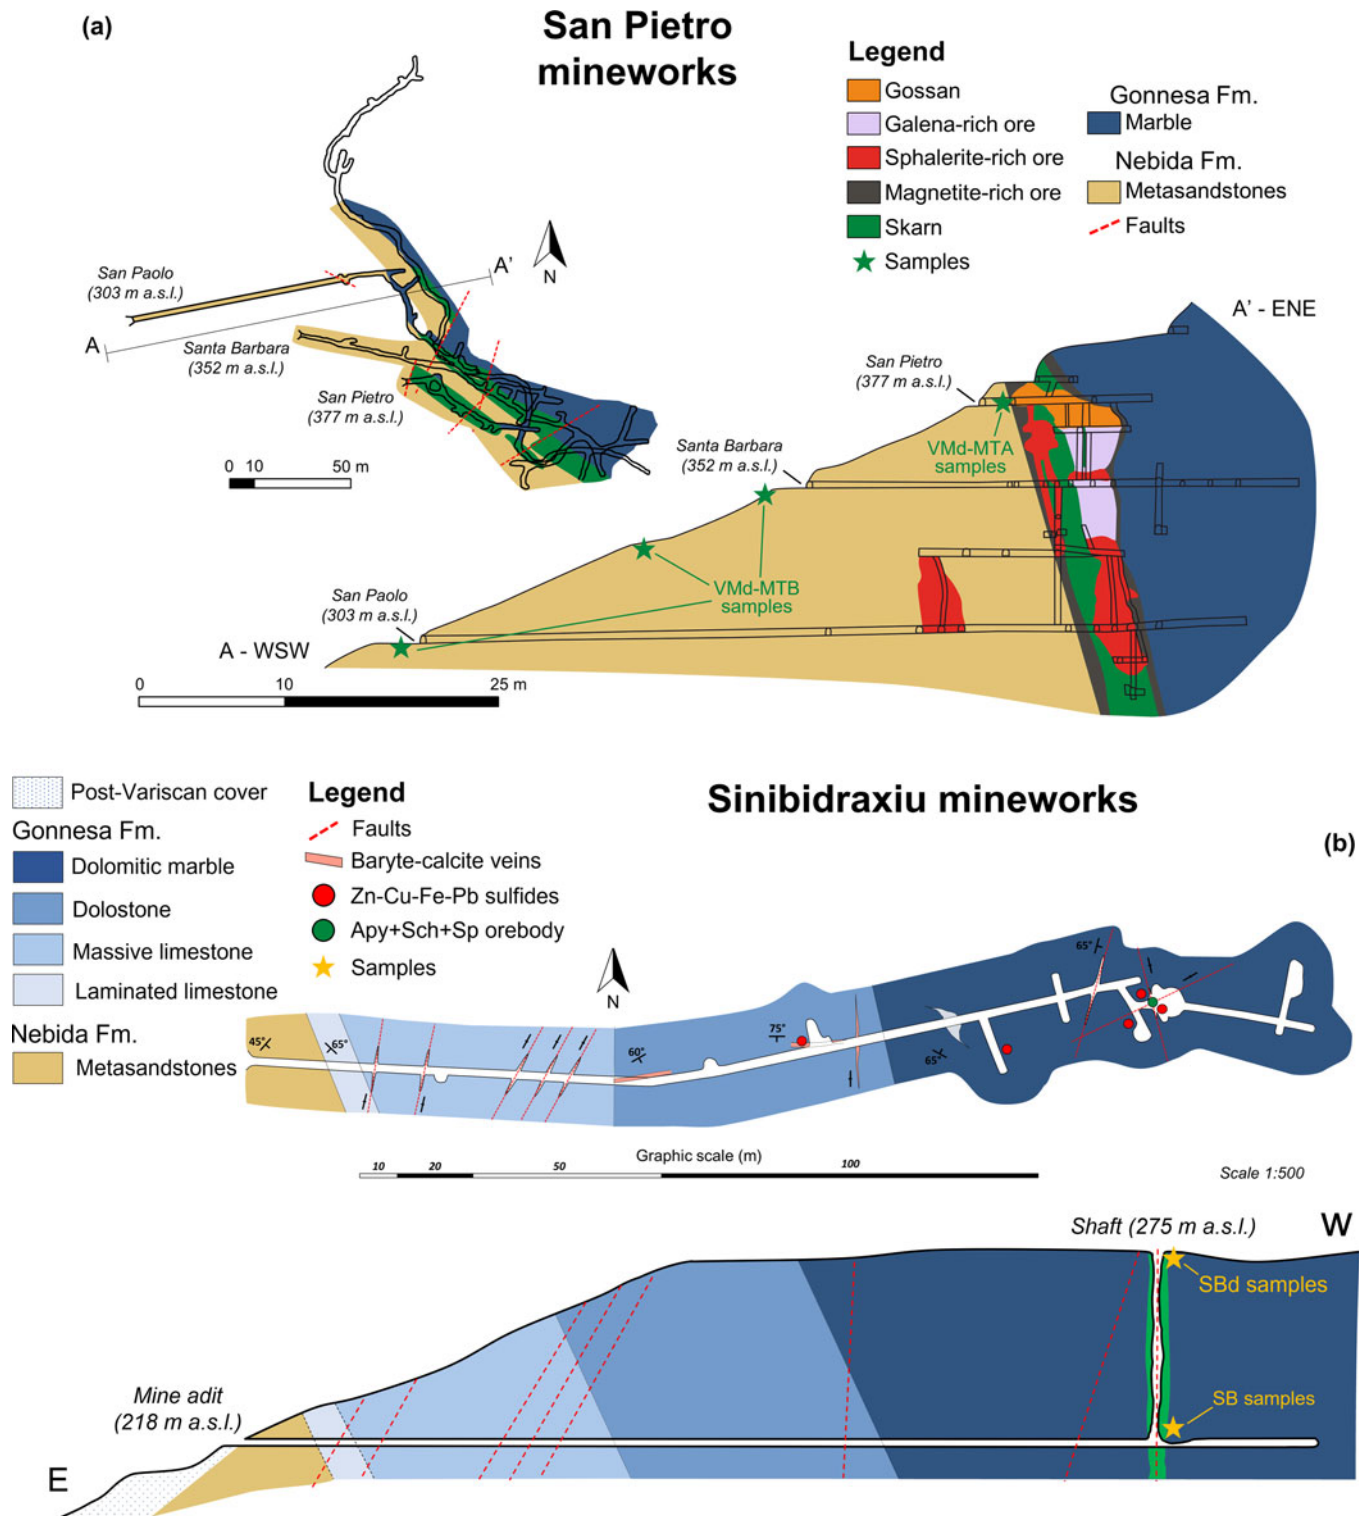 (a)
San Pietro
mineworks
Legend
Gossan
Galena-rich ore
Sphalerite-rich ore
Magnetite-rich ore
Skarn
Samples
Gonnesa Fm.
Marble
Nebida Fm.
Metasandstones
Faults
San Paolo
(303 m a.s.l.)
A
A'
N
Santa Barbara
(352 m a.s.l.)
San Pietro
(377 m a.s.l.)
0 10 50 m
A' - ENE
San Pietro
(377 m a.s.l.)
VMd-MTA
samples
Santa Barbara
(352 m a.s.l.)
VMd-MTB
samples
San Paolo
(303 m a.s.l.)
A - WSW
0 10 25 m
Sinibidraxiu mineworks
(b)
Post-Variscan cover
Gonnesa Fm.
Dolomitic marble
Dolostone
Massive limestone
Laminated limestone
Nebida Fm.
Metasandstones
Legend
Faults
Baryte-calcite veins
Zn-Cu-Fe-Pb sulfides
Apy+Sch+Sp orebody
Samples
N
45°
65°
60°
75°
65°
65°
Graphic scale (m)
10 20 50 100
Scale 1:500
Shaft (275 m a.s.l.)
W
SBd samples
SB samples
Mine adit
(218 m a.s.l.)
E